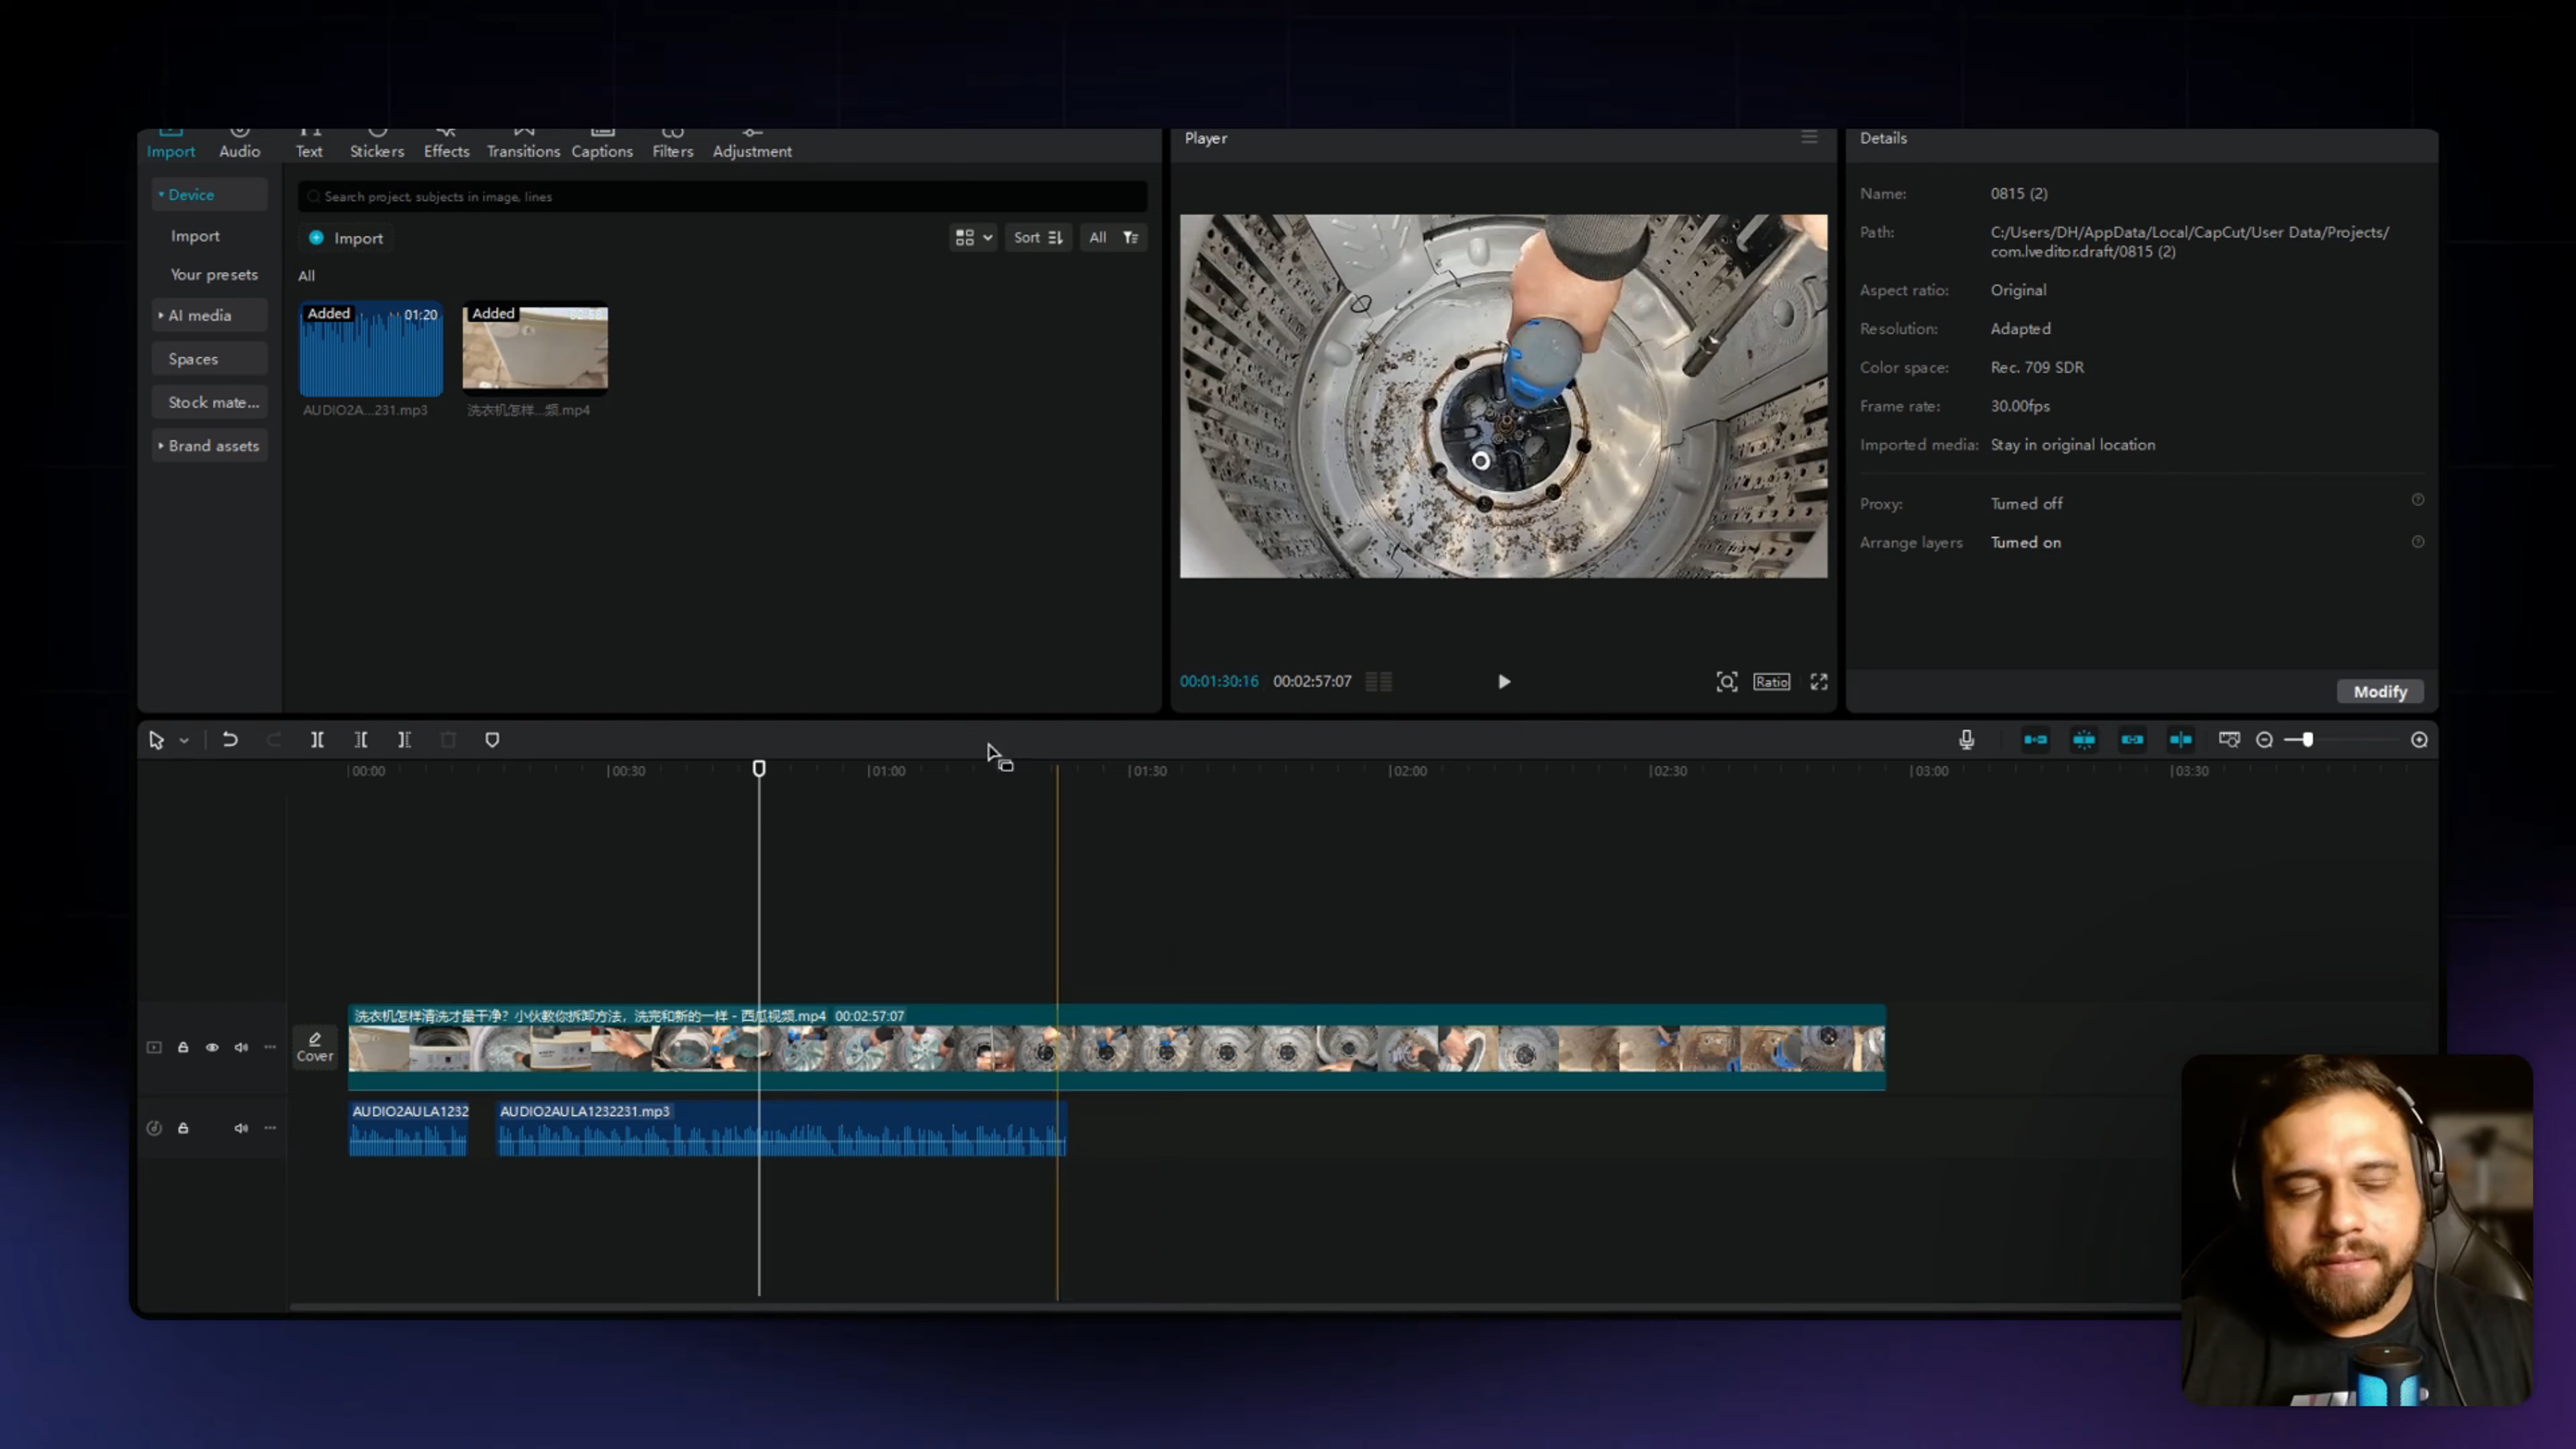 Import
Audio
Text
Stickers
Effects
Transitions
Captions
Filters
Adjustment
Player
Details
Device
Import
Your presets
AI media
Spaces
Stock mate...
Brand assets
Search project, subjects in image, lines
Import
Sort
All
All
Added
01:20
AUDIO2A...231.mp3
Added
洗衣机怎样...频.mp4
00:01:30:16
00:02:57:07
Ratio
Name: 0815 (2)
Path: C:/Users/DH/AppData/Local/CapCut/User Data/Projects/
com.lveditor.draft/0815 (2)
Aspect ratio: Original
Resolution: Adapted
Color space: Rec. 709 SDR
Frame rate: 30.00fps
Imported media: Stay in original location
Proxy: Turned off
Arrange layers Turned on
Modify
00:00
00:30
01:00
01:30
02:00
02:30
03:00
03:30
Cover
洗衣机怎样清洗才最干净？小伙教你拆卸方法，洗完和新的一样 - 西瓜视频.mp4 00:02:57:07
AUDIO2AULA1232
AUDIO2AULA1232231.mp3